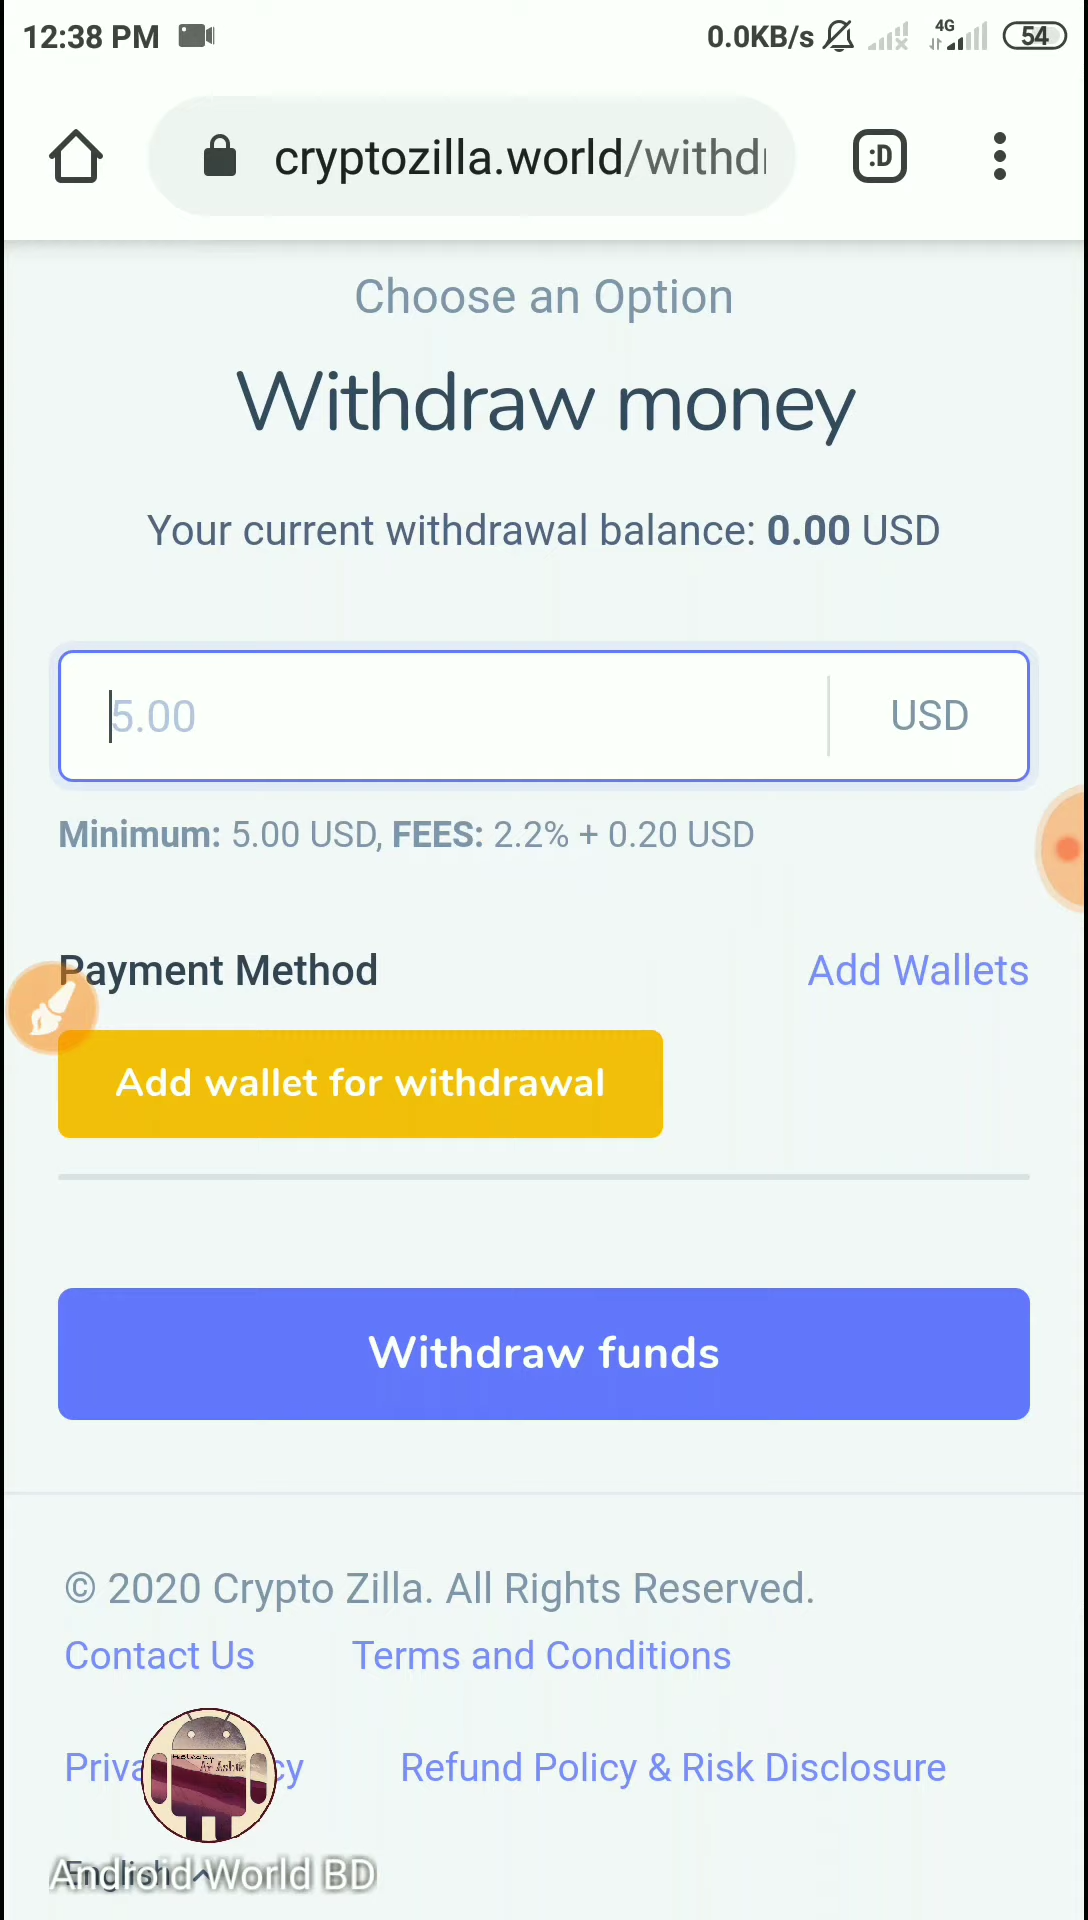 12:38 PM 0.0KB/s 4G 54
cryptozilla.world/withd
:D
Choose an Option
Withdraw money
Your current withdrawal balance: 0.00 USD
5.00 USD
Minimum: 5.00 USD, FEES: 2.2% + 0.20 USD
Payment Method Add Wallets
Add wallet for withdrawal
Withdraw funds
© 2020 Crypto Zilla. All Rights Reserved.
Contact Us Terms and Conditions
Refund Policy & Risk Disclosure
English
Android World BD